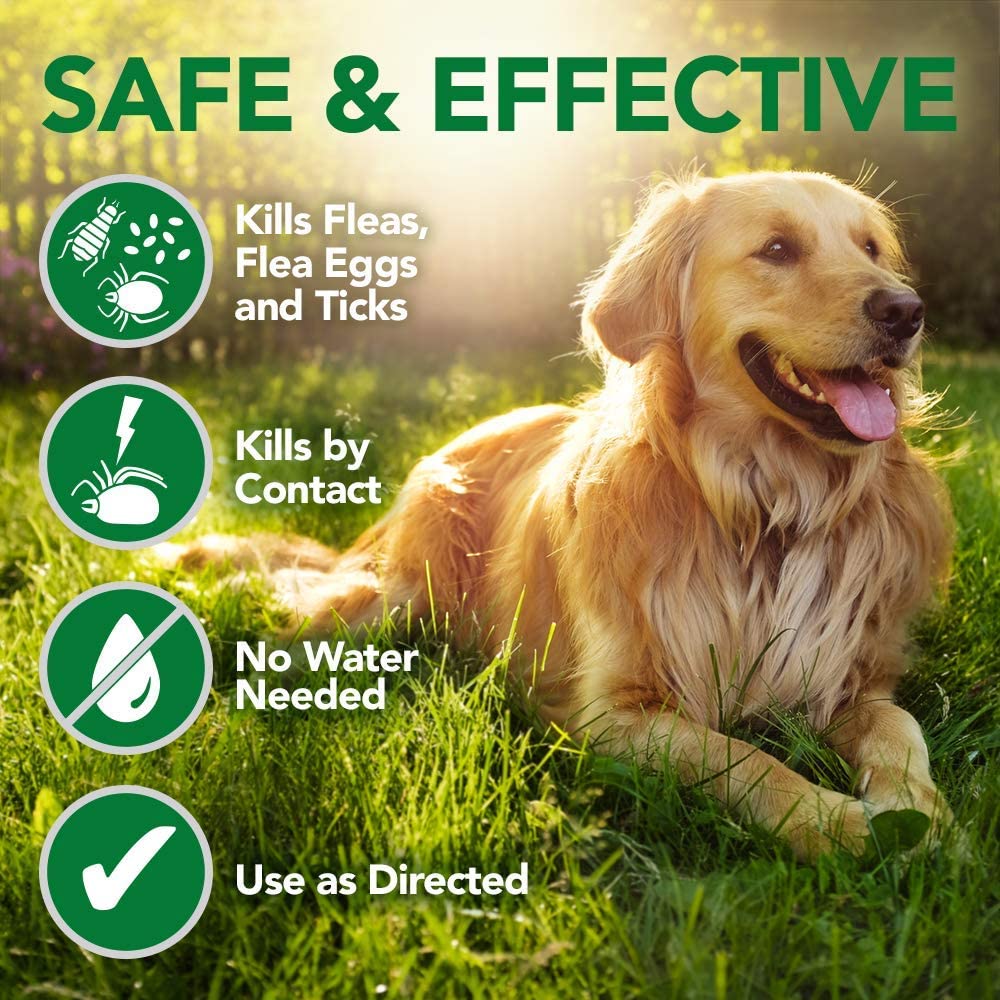 SAFE & EFFECTIVE
Kills Fleas,
Flea Eggs
and Ticks
Kills by
Contact
No Water
Needed
Use as Directed